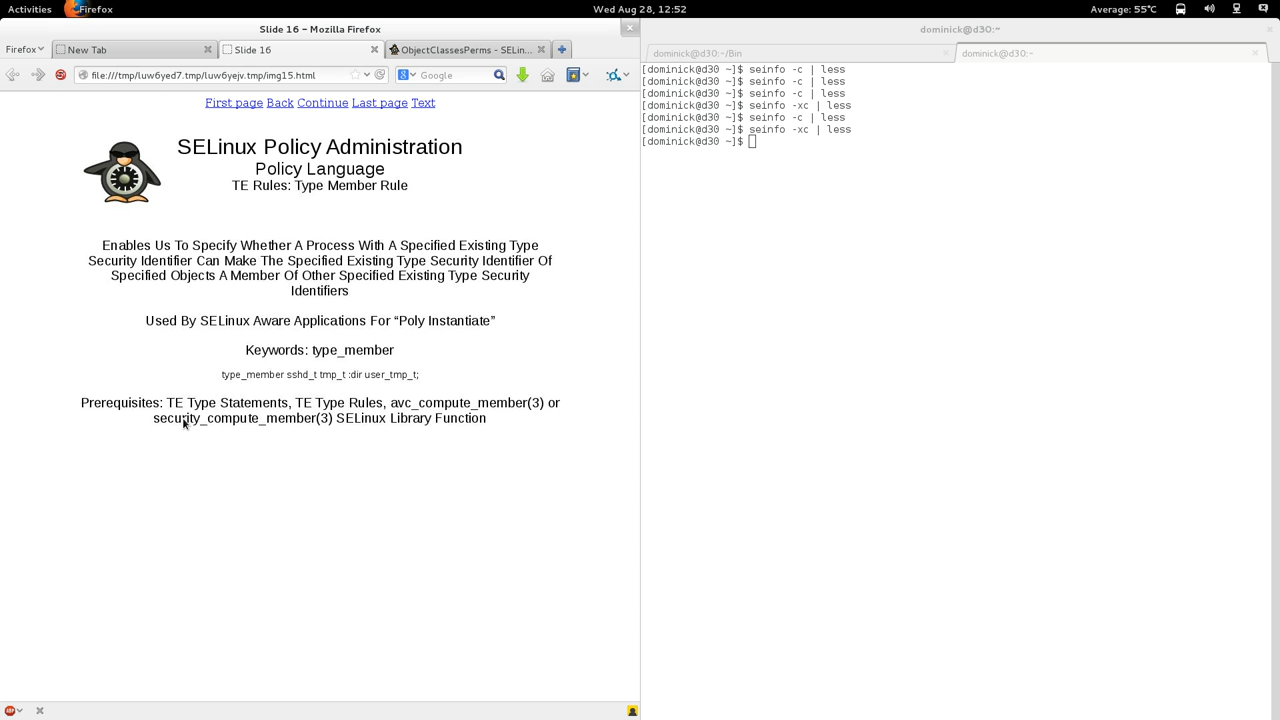 Activities
Firefox
Wed Aug 28, 12:52
Average: 55°C
Slide 16 - Mozilla Firefox
Firefox
New Tab
Slide 16
ObjectClassesPerms - SELin...
file:///tmp/luw6yed7.tmp/luw6yejv.tmp/img15.html
Google
First page Back Continue Last page Text
SELinux Policy Administration
Policy Language
TE Rules: Type Member Rule
Enables Us To Specify Whether A Process With A Specified Existing Type
Security Identifier Can Make The Specified Existing Type Security Identifier Of
Specified Objects A Member Of Other Specified Existing Type Security
Identifiers
Used By SELinux Aware Applications For “Poly Instantiate”
Keywords: type_member
type_member sshd_t tmp_t :dir user_tmp_t;
Prerequisites: TE Type Statements, TE Type Rules, avc_compute_member(3) or
security_compute_member(3) SELinux Library Function
ABP
dominick@d30:~
dominick@d30:~/Bin
dominick@d30:~
[dominick@d30 ~]$ seinfo -c | less
[dominick@d30 ~]$ seinfo -c | less
[dominick@d30 ~]$ seinfo -c | less
[dominick@d30 ~]$ seinfo -xc | less
[dominick@d30 ~]$ seinfo -c | less
[dominick@d30 ~]$ seinfo -xc | less
[dominick@d30 ~]$